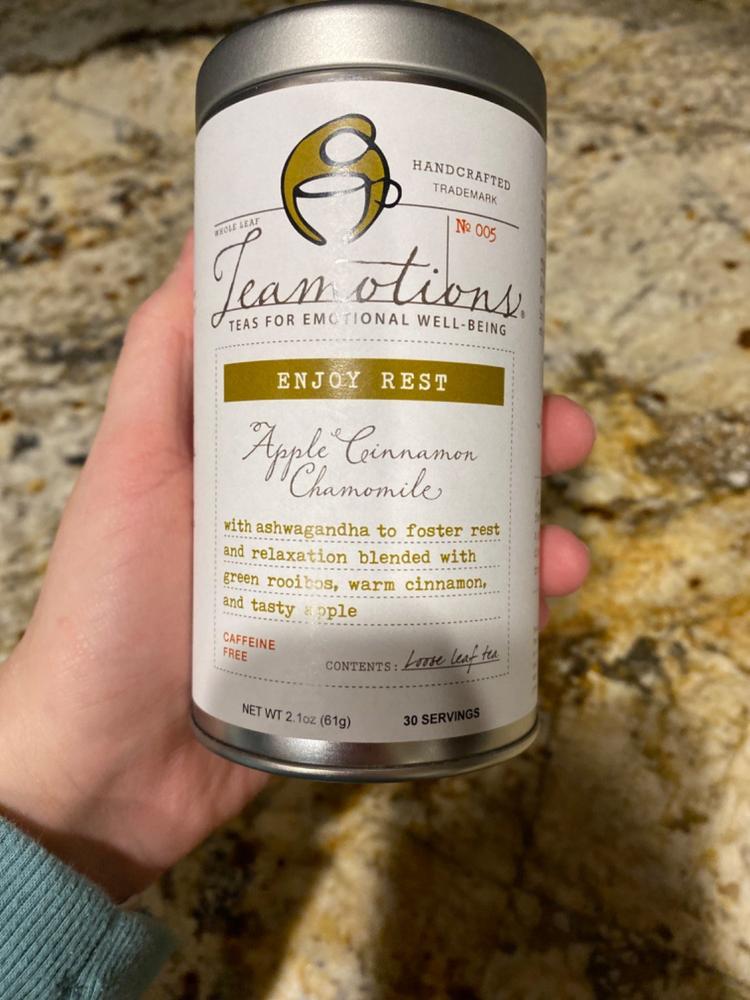 HANDCRAFTED
TRADEMARK
WHOLE LEAF
№ 005
Teamotions®
TEAS FOR EMOTIONAL WELL-BEING
ENJOY REST
Apple Cinnamon
Chamomile
with ashwagandha to foster rest
and relaxation blended with
green rooibos, warm cinnamon,
and tasty apple
CAFFEINE
FREE
CONTENTS: Loose leaf tea
NET WT 2.1oz (61g)
30 SERVINGS